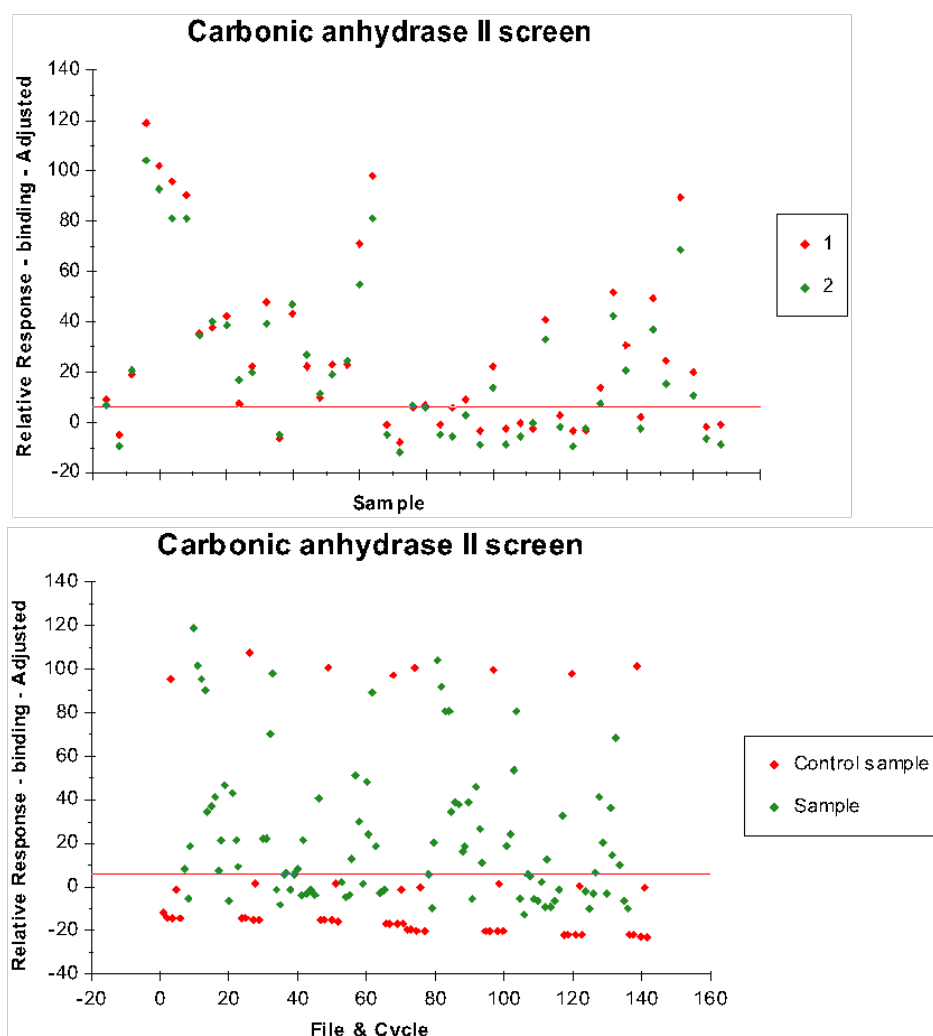 Carbonic anhydrase II screen
Relative Response - binding - Adjusted
140
120
100
80
60
40
20
0
-20
Sample
1
2
Carbonic anhydrase II screen
Relative Response - binding - Adjusted
140
120
100
80
60
40
20
0
-20
-40
-20 0 20 40 60 80 100 120 140 160
File & Cycle
Control sample
Sample